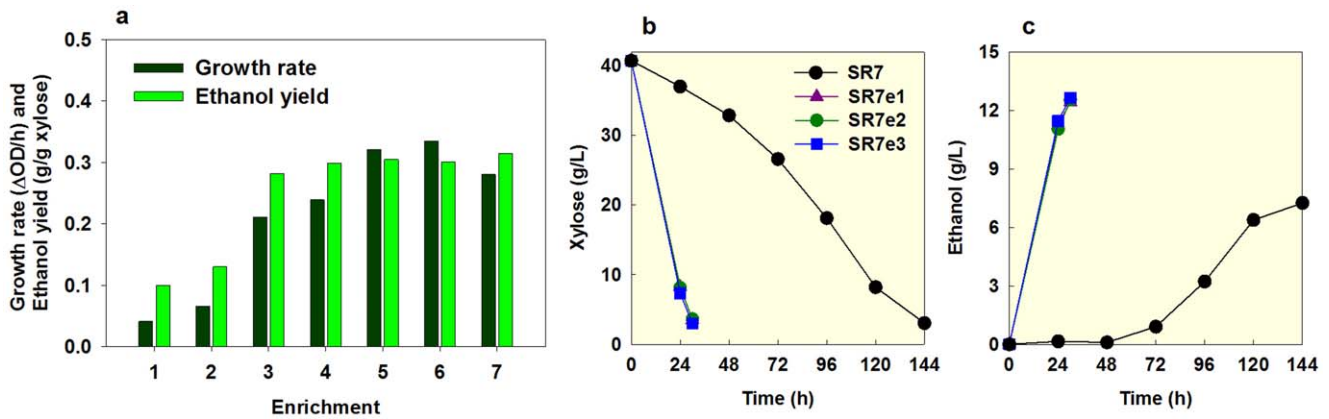 a
Growth rate (ΔOD/h) and
Ethanol yield (g/g xylose)
0.5
0.4
0.3
0.2
0.1
0.0
Growth rate
Ethanol yield
1 2 3 4 5 6 7
Enrichment
b
Xylose (g/L)
40
30
20
10
0
SR7
SR7e1
SR7e2
SR7e3
0 24 48 72 96 120 144
Time (h)
c
Ethanol (g/L)
15
12
9
6
3
0
0 24 48 72 96 120 144
Time (h)